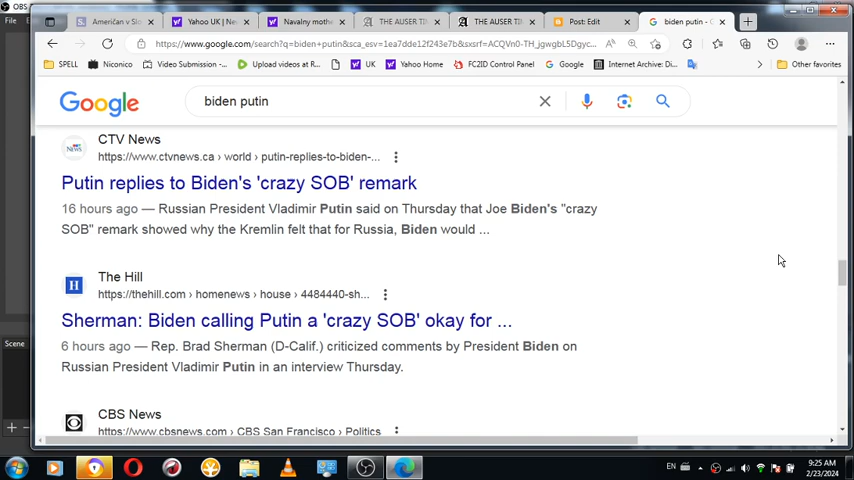 OBS
File
Američan v Slo
Yahoo UK | Ne
Navalny mothe
THE AUSER TIM
THE AUSER TIM
Post: Edit
biden putin - G
https://www.google.com/search?q=biden+putin&sca_esv=1ea7dde12f243e7b&sxsrf=ACQVn0-TH_jgwgbL5Dgyc...
SPELL
Niconico
Video Submission -...
Upload videos at R...
UK
Yahoo Home
FC2ID Control Panel
Google
Internet Archive: Di...
Other favorites
Google
biden putin
CTV News
https://www.ctvnews.ca › world › putin-replies-to-biden-...
Putin replies to Biden's 'crazy SOB' remark
16 hours ago — Russian President Vladimir Putin said on Thursday that Joe Biden's "crazy
SOB" remark showed why the Kremlin felt that for Russia, Biden would ...
The Hill
https://thehill.com › homenews › house › 4484440-sh...
Sherman: Biden calling Putin a 'crazy SOB' okay for ...
6 hours ago — Rep. Brad Sherman (D-Calif.) criticized comments by President Biden on
Russian President Vladimir Putin in an interview Thursday.
Scene
CBS News
https://www.cbsnews.com › CBS San Francisco › Politics
EN
9:25 AM
2/23/2024